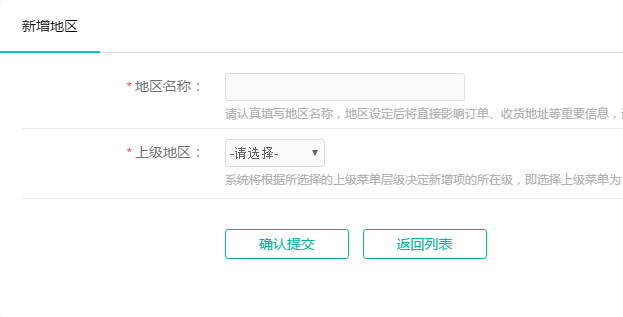 新增地区
* 地区名称：
请认真填写地区名称，地区设定后将直接影响订单、收货地址等重要信息，
* 上级地区：
-请选择-
系统将根据所选择的上级菜单层级决定新增项的所在级，即选择上级菜单为
确认提交 返回列表